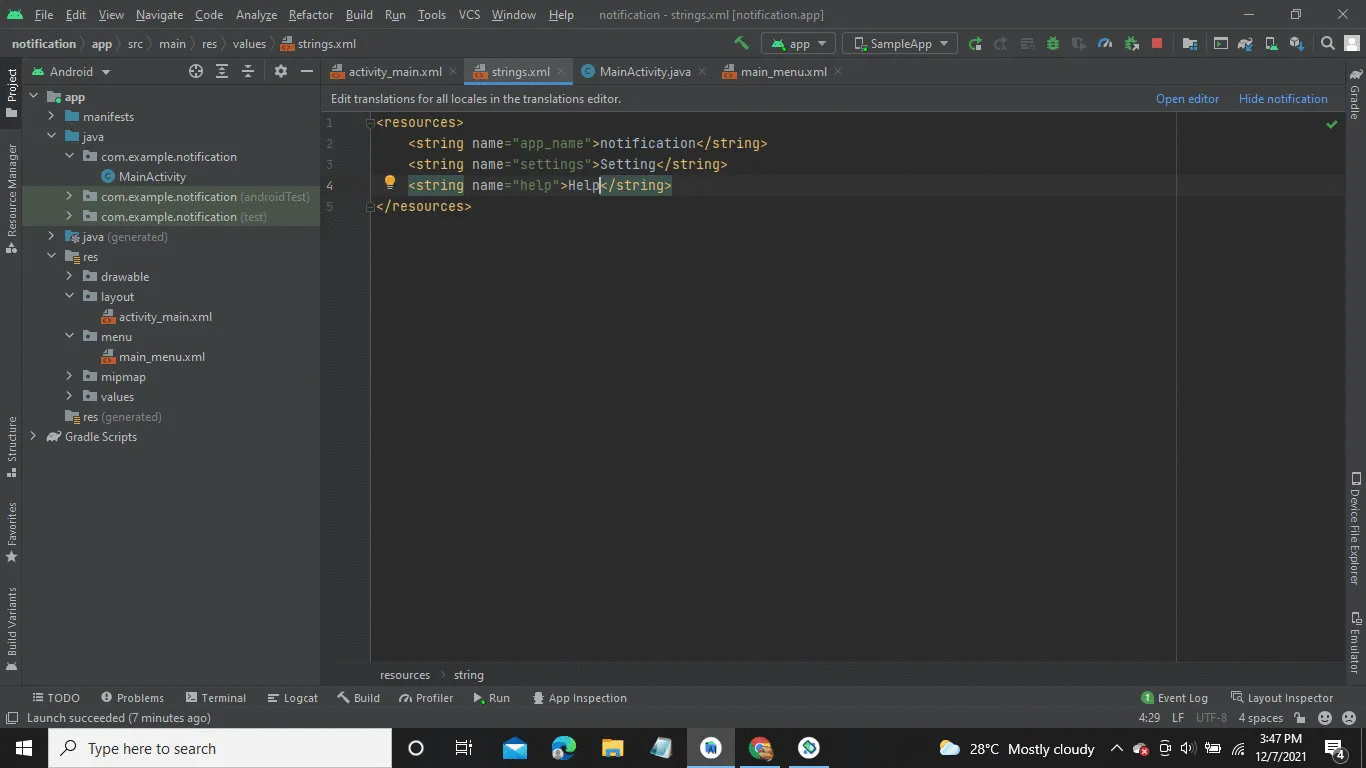 File Edit View Navigate Code Analyze Refactor Build Run Tools VCS Window Help notification - strings.xml [notification.app]
notification app src main res values strings.xml app SampleApp
Android activity_main.xml strings.xml MainActivity.java main_menu.xml
Edit translations for all locales in the translations editor. Open editor Hide notification
Project
Resource Manager
Structure
Favorites
Build Variants
app
manifests
java
com.example.notification
MainActivity
com.example.notification (androidTest)
com.example.notification (test)
java (generated)
res
drawable
layout
activity_main.xml
menu
main_menu.xml
mipmap
values
res (generated)
Gradle Scripts
1 <resources>
2 <string name="app_name">notification</string>
3 <string name="settings">Setting</string>
4 <string name="help">Help</string>
5 </resources>
Gradle
Device File Explorer
Emulator
resources string
TODO Problems Terminal Logcat Build Profiler Run App Inspection 1 Event Log Layout Inspector
Launch succeeded (7 minutes ago) 4:29 LF UTF-8 4 spaces
Type here to search 28°C Mostly cloudy 3:47 PM
12/7/2021 4